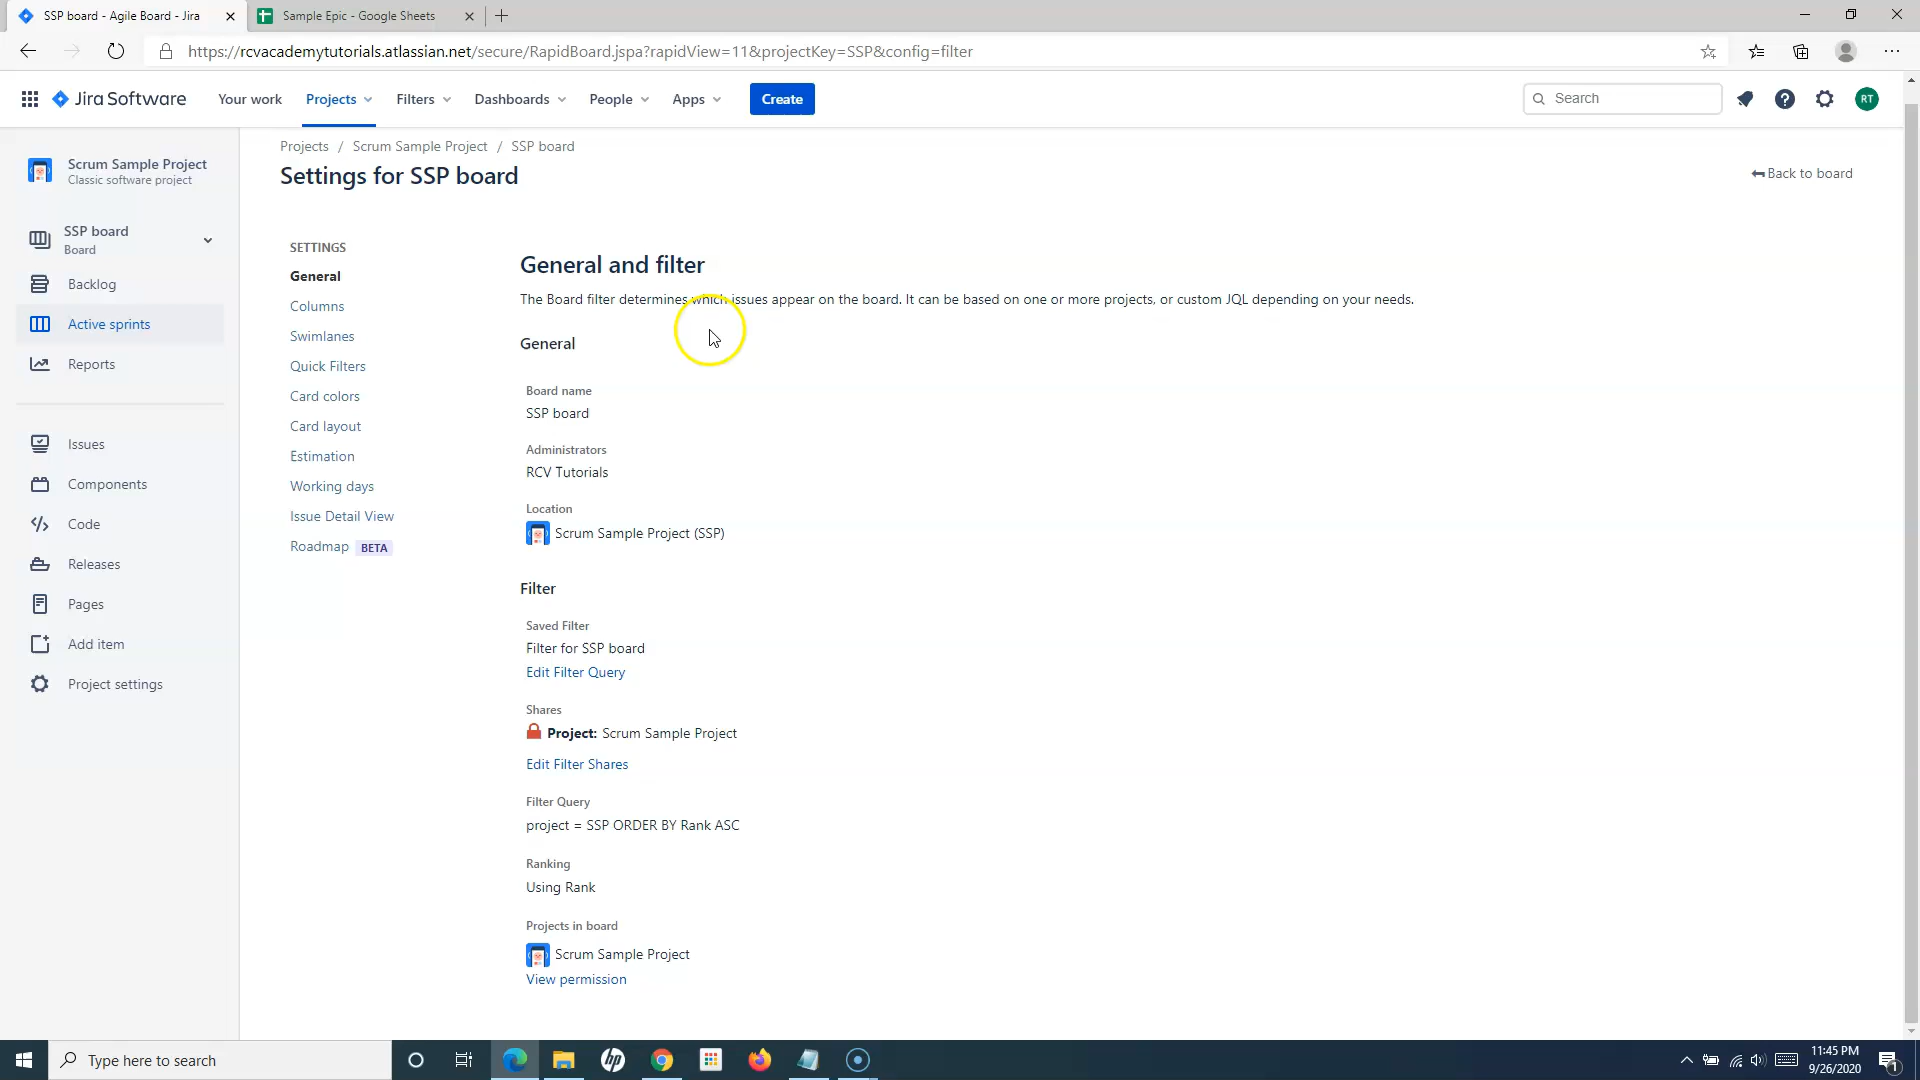 SSP board - Agile Board - Jira
Sample Epic - Google Sheets
https://rcvacademytutorials.atlassian.net/secure/RapidBoard.jspa?rapidView=11&projectKey=SSP&config=filter
Jira Software
Your work
Projects
Filters
Dashboards
People
Apps
Create
Search
RT
Scrum Sample Project
Classic software project
SSP board
Board
Backlog
Active sprints
Reports
Issues
Components
Code
Releases
Pages
Add item
Project settings
Projects / Scrum Sample Project / SSP board
Settings for SSP board
Back to board
SETTINGS
General
Columns
Swimlanes
Quick Filters
Card colors
Card layout
Estimation
Working days
Issue Detail View
Roadmap BETA
General and filter
The Board filter determines which issues appear on the board. It can be based on one or more projects, or custom JQL depending on your needs.
General
Board name
SSP board
Administrators
RCV Tutorials
Location
Scrum Sample Project (SSP)
Filter
Saved Filter
Filter for SSP board
Edit Filter Query
Shares
Project: Scrum Sample Project
Edit Filter Shares
Filter Query
project = SSP ORDER BY Rank ASC
Ranking
Using Rank
Projects in board
Scrum Sample Project
View permission
Type here to search
hp
11:45 PM
9/26/2020
1